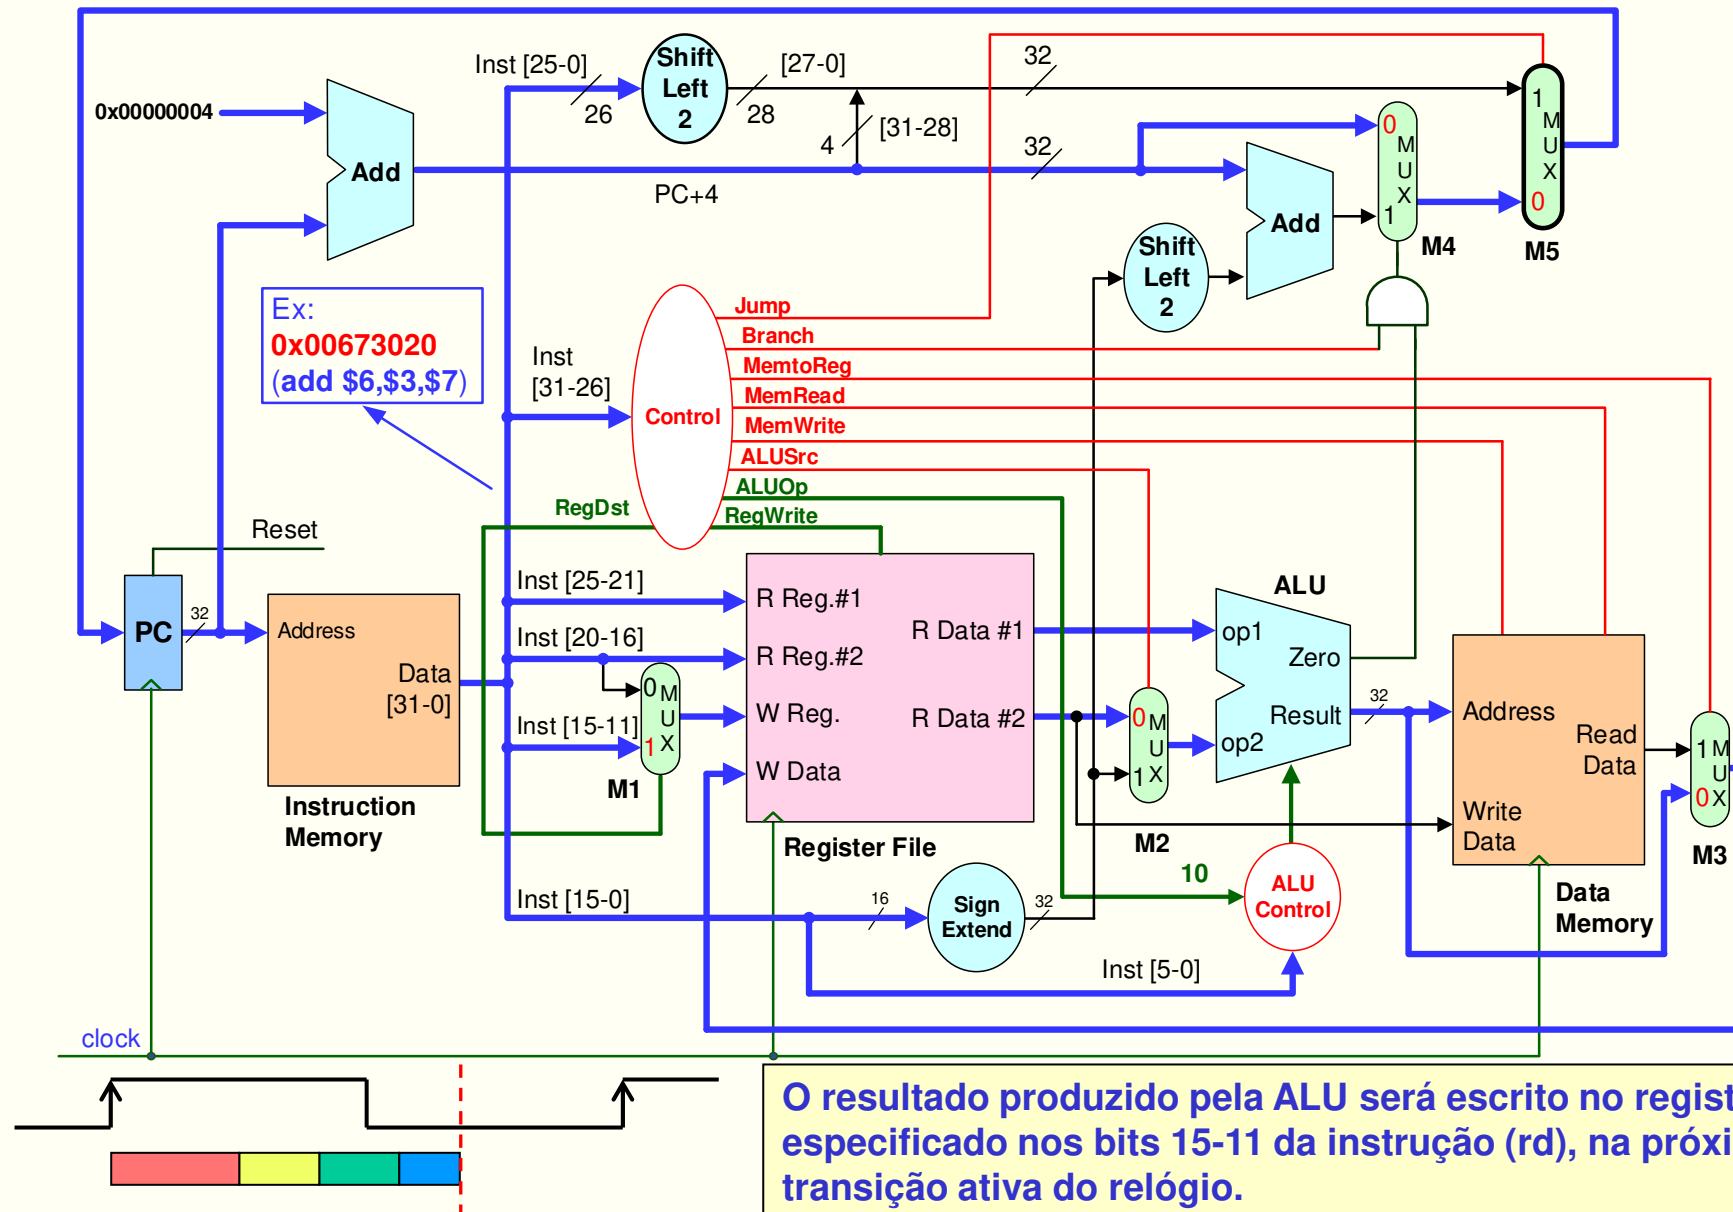 Inst [25-0]
26
Shift
Left
2
[27-0]
28
32
0x00000004
Add
4
[31-28]
32
PC+4
0
M
U
X
1
M4
1
M
U
X
0
M5
Add
Shift
Left
2
Ex:
0x00673020
(add $6,$3,$7)
Inst
[31-26]
Control
Jump
Branch
MemtoReg
MemRead
MemWrite
ALUSrc
ALUOp
RegWrite
RegDst
Reset
PC
32
Address
Data
[31-0]
Instruction
Memory
Inst [25-21]
Inst [20-16]
Inst [15-11]
0
M
U
X
1
M1
R Reg.#1
R Reg.#2
W Reg.
W Data
R Data #1
R Data #2
Register File
0
M
U
X
1
M2
ALU
op1
Zero
Result
op2
32
Address
Read
Data
Write
Data
Data
Memory
1
M
U
X
0
M3
Inst [15-0]
16
Sign
Extend
32
10
ALU
Control
Inst [5-0]
clock
O resultado produzido pela ALU será escrito no regist
especificado nos bits 15-11 da instrução (rd), na próxi
transição ativa do relógio.